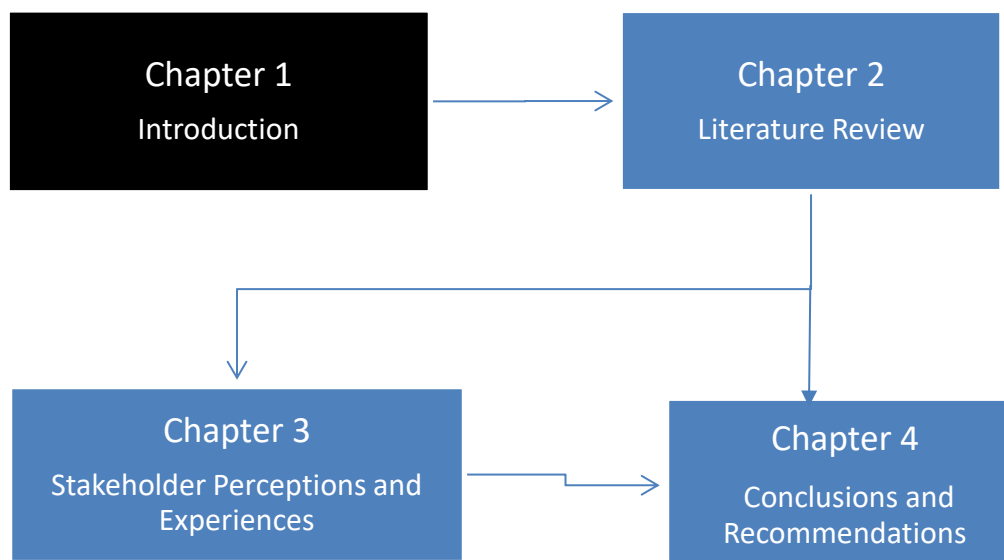 Chapter 1
Introduction
Chapter 2
Literature Review
Chapter 3
Stakeholder Perceptions and
Experiences
Chapter 4
Conclusions and
Recommendations